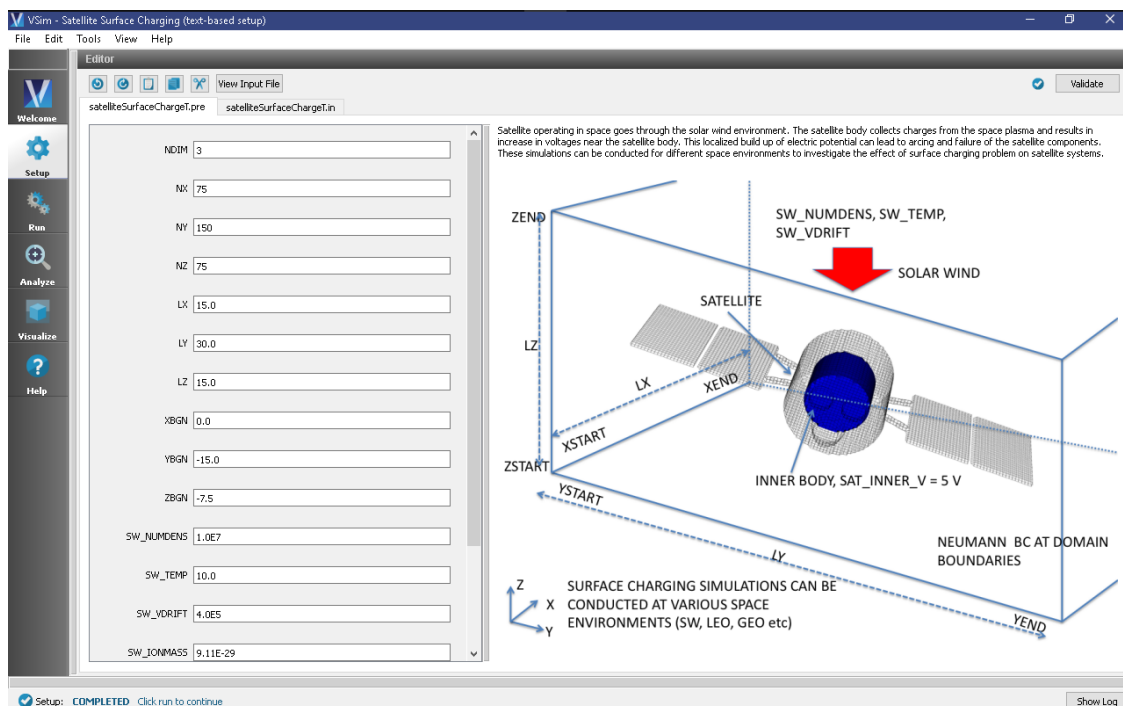 VSim - Satellite Surface Charging (text-based setup)
File Edit Tools View Help
Editor
View Input File
Validate
satelliteSurfaceChargeT.pre satelliteSurfaceChargeT.in
Welcome
Setup
Run
Analyze
Visualize
Help
NDIM 3
NX 75
NY 150
NZ 75
LX 15.0
LY 30.0
LZ 15.0
XBGN 0.0
YBGN -15.0
ZBGN -7.5
SW_NUMDENS 1.0E7
SW_TEMP 10.0
SW_VDRIFT 4.0E5
SW_IONMASS 9.11E-29
Satellite operating in space goes through the solar wind environment. The satellite body collects charges from the space plasma and results in
increase in voltages near the satellite body. This localized build up of electric potential can lead to arcing and failure of the satellite components.
These simulations can be conducted for different space environments to investigate the effect of surface charging problem on satellite systems.
ZEND
SW_NUMDENS, SW_TEMP,
SW_VDRIFT
SOLAR WIND
SATELLITE
LZ
LX
XEND
XSTART
ZSTART
YSTART
INNER BODY, SAT_INNER_V = 5 V
NEUMANN BC AT DOMAIN
BOUNDARIES
LY
YEND
Z
X
Y
SURFACE CHARGING SIMULATIONS CAN BE
CONDUCTED AT VARIOUS SPACE
ENVIRONMENTS (SW, LEO, GEO etc)
Setup: COMPLETED Click run to continue
Show Log